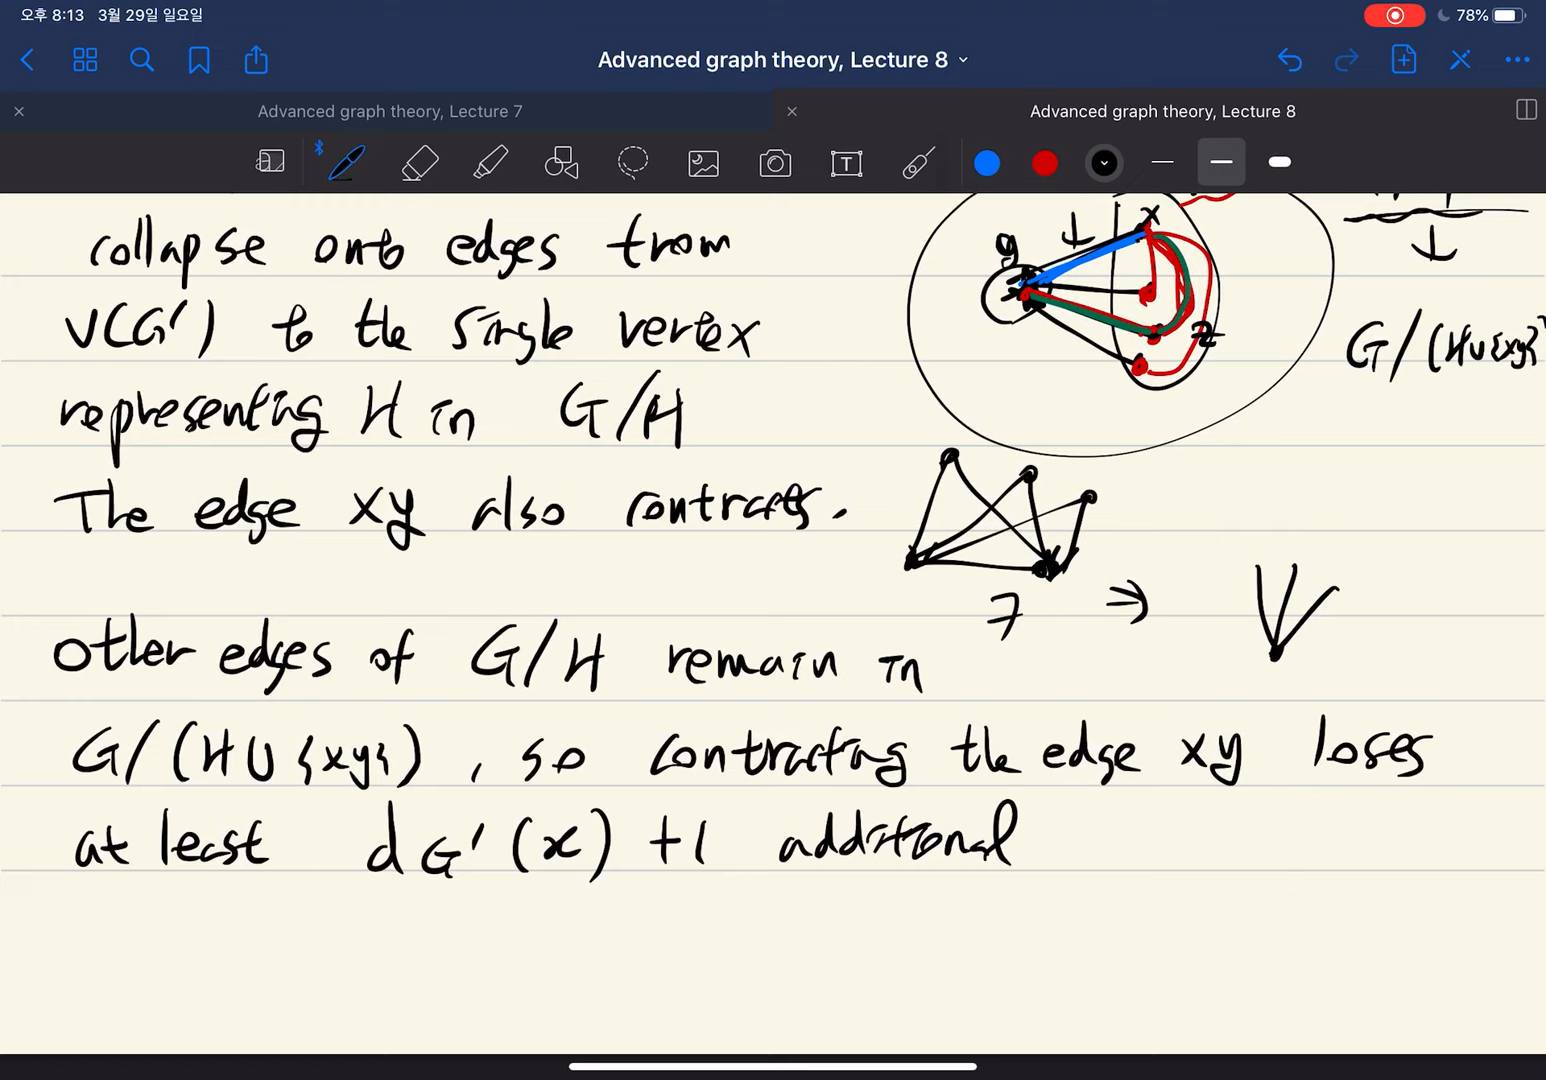 오후 8:13 3월 29일 일요일
78%
Advanced graph theory, Lecture 8
Advanced graph theory, Lecture 7
Advanced graph theory, Lecture 8
T
collapse onto edges from
V(G') to the single vertex
representing H in G/H
The edge xy also contracts.
other edges of G/H remain in
G/(H∪{xy}), so contracting the edge xy loses
at least dG'(x)+1 additional
y
x
z
G/(H∪{xy}
7 ⇒